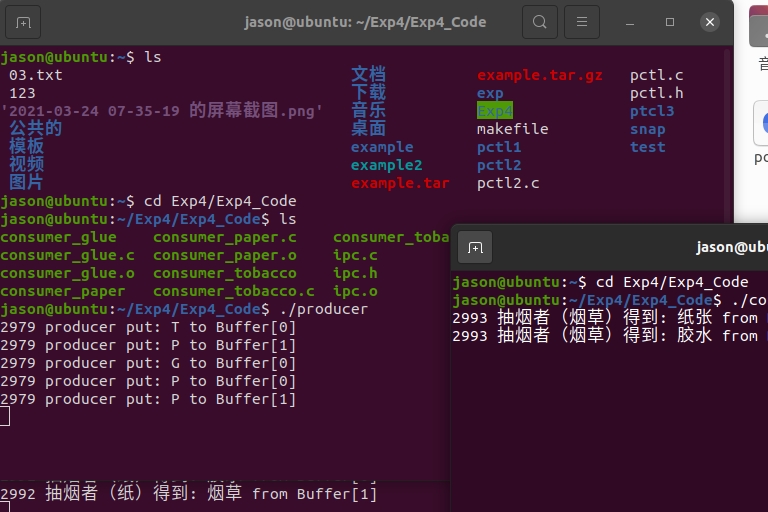 jason@ubuntu: ~/Exp4/Exp4_Code
jason@ubuntu:~$ ls
03.txt 文档 example.tar.gz pctl.c
123 下载 exp pctl.h
'2021-03-24 07-35-19 的屏幕截图.png' 音乐 Exp4 ptcl3
公共的 桌面 makefile snap
模板 example pctl1 test
视频 example2 pctl2
图片 example.tar pctl2.c
jason@ubuntu:~$ cd Exp4/Exp4_Code
jason@ubuntu:~/Exp4/Exp4_Code$ ls
consumer_glue consumer_paper.c consumer_toba
consumer_glue.c consumer_paper.o ipc.c
consumer_glue.o consumer_tobacco ipc.h
consumer_paper consumer_tobacco.c ipc.o
jason@ubuntu:~/Exp4/Exp4_Code$ ./producer
2979 producer put: T to Buffer[0]
2979 producer put: P to Buffer[1]
2979 producer put: G to Buffer[0]
2979 producer put: P to Buffer[0]
2979 producer put: P to Buffer[1]
2992 抽烟者（纸）得到: 烟草 from Buffer[1]
jason@ubu
jason@ubuntu:~$ cd Exp4/Exp4_Code
jason@ubuntu:~/Exp4/Exp4_Code$ ./co
2993 抽烟者（烟草）得到: 纸张 from
2993 抽烟者（烟草）得到: 胶水 from
音
pc